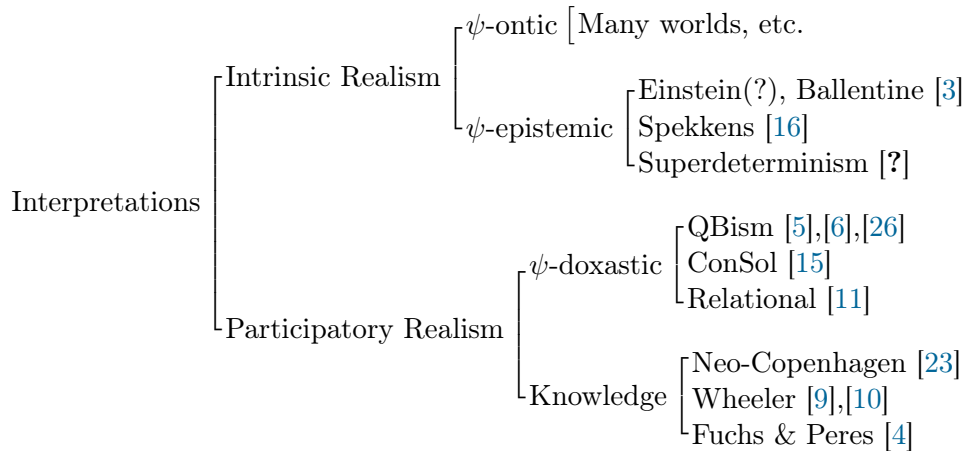 ψ-ontic [Many worlds, etc.
Intrinsic Realism
Einstein(?), Ballentine [3]
ψ-epistemic
Spekkens [16]
Superdeterminism [?]
Interpretations
QBism [5],[6],[26]
ψ-doxastic
ConSol [15]
Relational [11]
Participatory Realism
Neo-Copenhagen [23]
Knowledge
Wheeler [9],[10]
Fuchs & Peres [4]